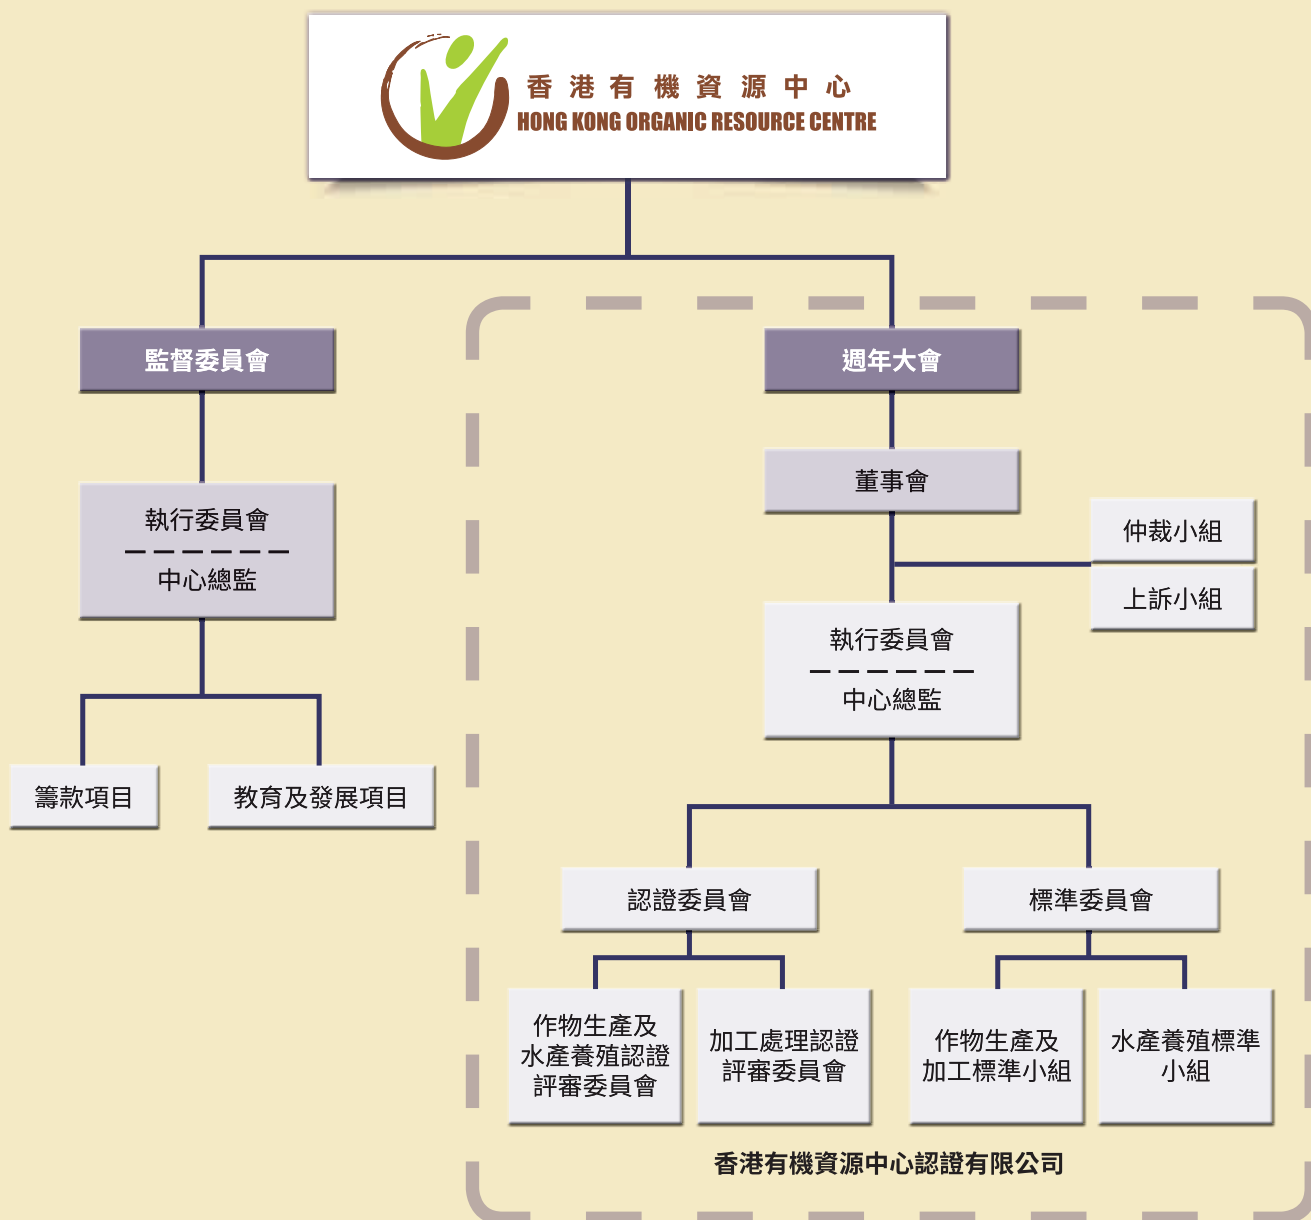 香港有機資源中心
HONG KONG ORGANIC RESOURCE CENTRE
監督委員會
執行委員會
中心總監
籌款項目
教育及發展項目
週年大會
董事會
仲裁小組
上訴小組
執行委員會
中心總監
認證委員會
標準委員會
作物生產及
水產養殖認證
評審委員會
加工處理認證
評審委員會
作物生產及
加工標準小組
水產養殖標準
小組
香港有機資源中心認證有限公司